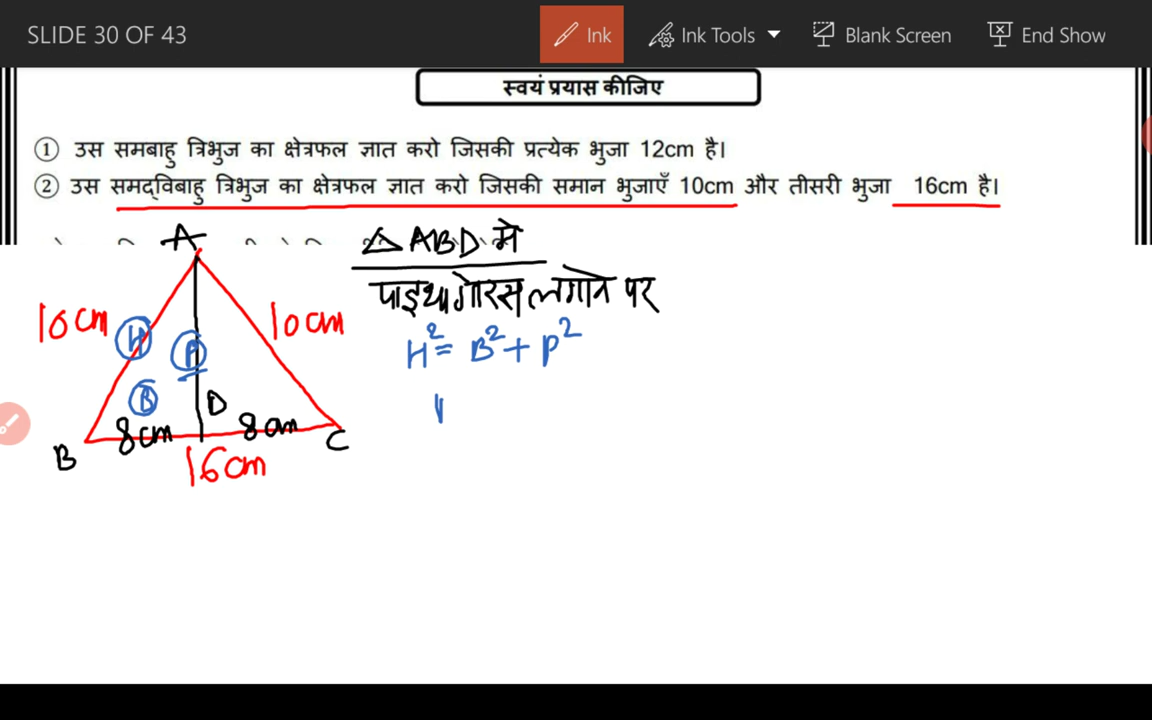 SLIDE 30 OF 43 Ink Ink Tools Blank Screen End Show
स्वयं प्रयास कीजिए
① उस समबाहु त्रिभुज का क्षेत्रफल ज्ञात करो जिसकी प्रत्येक भुजा 12cm है।
② उस समद्विबाहु त्रिभुज का क्षेत्रफल ज्ञात करो जिसकी समान भुजाएँ 10cm और तीसरी भुजा 16cm है।
A
△ABD मे
पाइथागोरस लगाने पर
10cm
10cm
H
P
H² = B² + P²
B
D
8cm
8cm
B
C
16cm